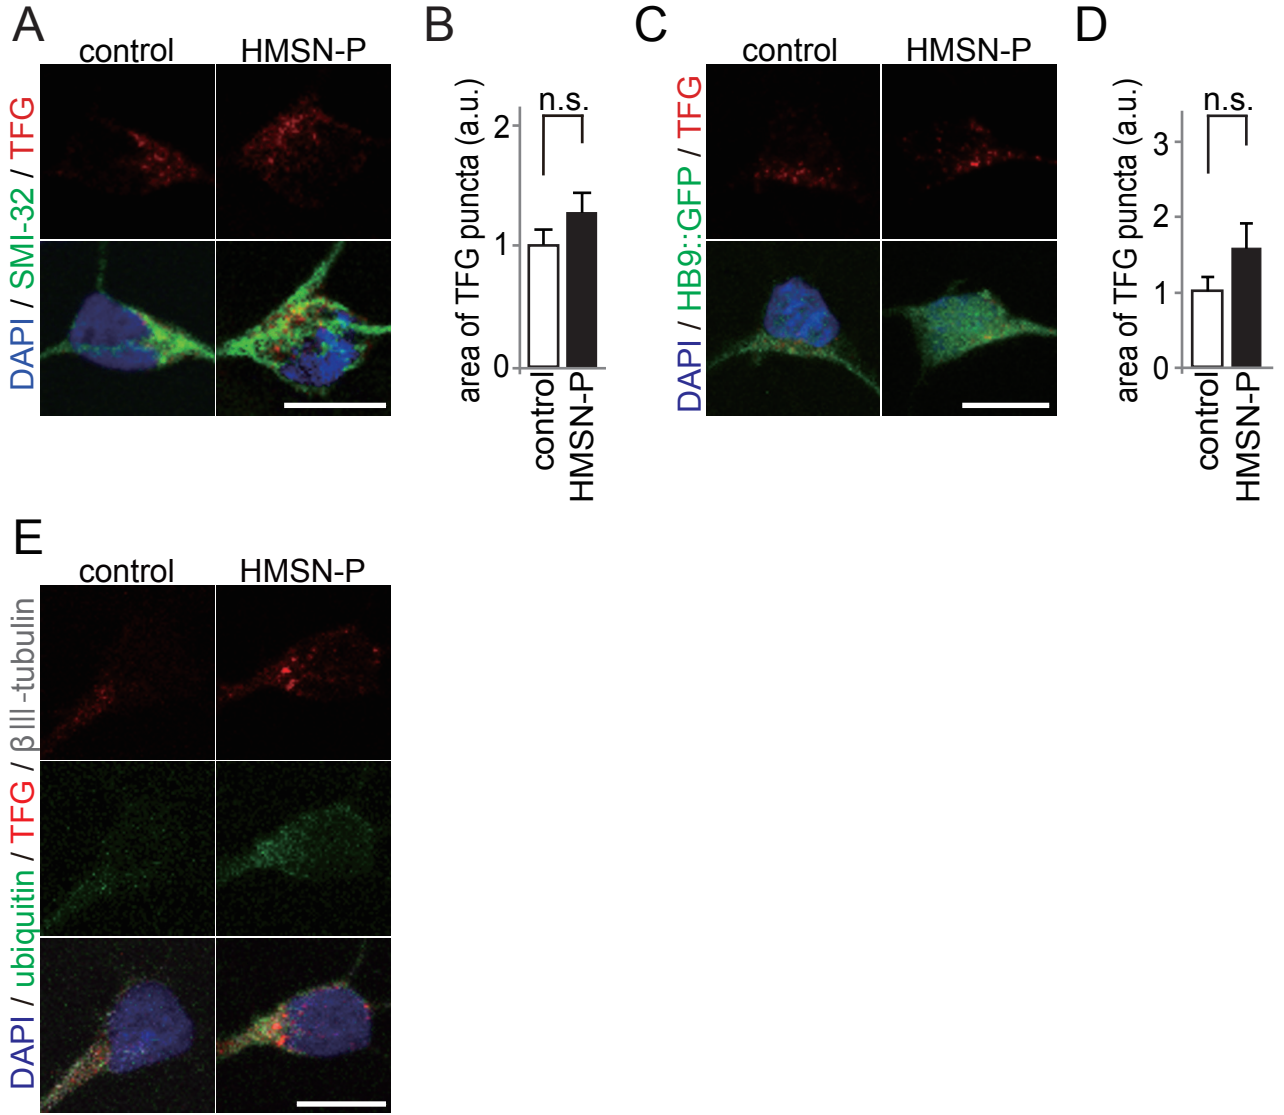 A
control
HMSN-P
DAPI / SMI-32 / TFG
B
area of TFG puncta (a.u.)
n.s.
2
1
0
control
HMSN-P
C
control
HMSN-P
DAPI / HB9::GFP / TFG
D
area of TFG puncta (a.u.)
n.s.
3
2
1
0
control
HMSN-P
E
control
HMSN-P
DAPI / ubiquitin / TFG / βIII-tubulin